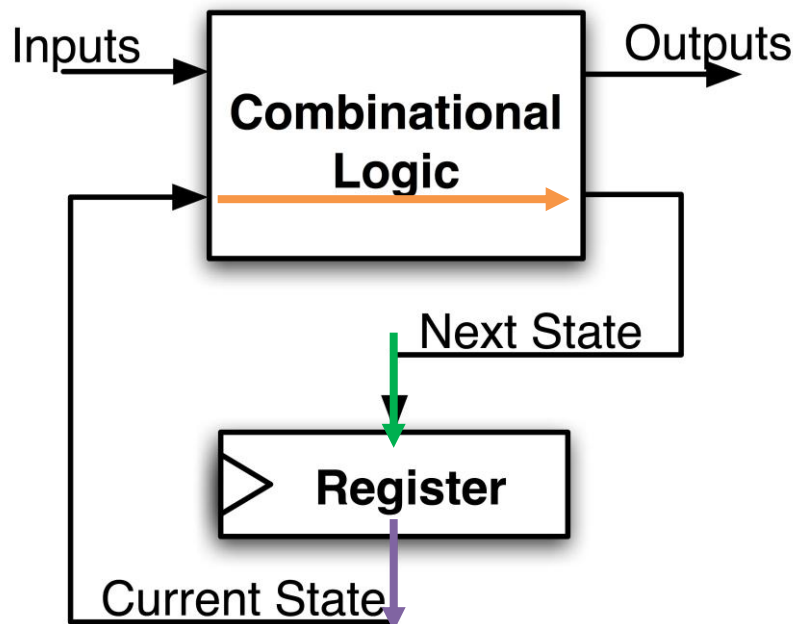 Inputs
Outputs
Combinational
Logic
Next State
Register
Current State